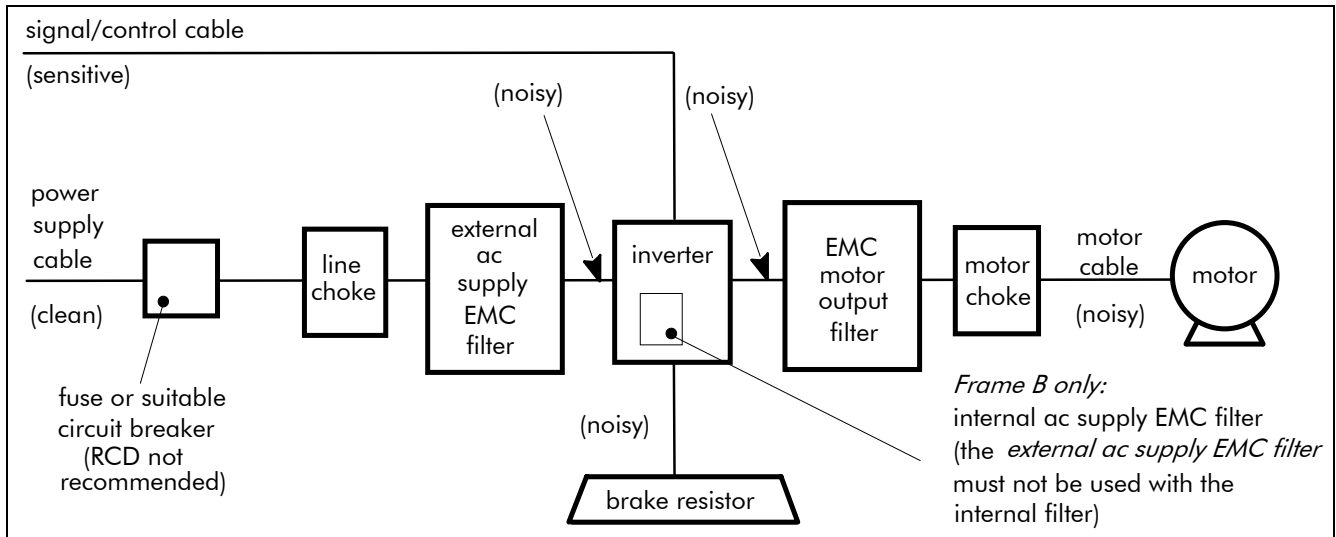 signal/control cable
(sensitive)
(noisy)
(noisy)
power
supply
cable
(clean)
fuse or suitable
circuit breaker
(RCD not
recommended)
line
choke
external
ac
supply
EMC
filter
inverter
(noisy)
brake resistor
EMC
motor
output
filter
motor
choke
motor
cable
(noisy)
motor
Frame B only:
internal ac supply EMC filter
(the external ac supply EMC filter
must not be used with the
internal filter)